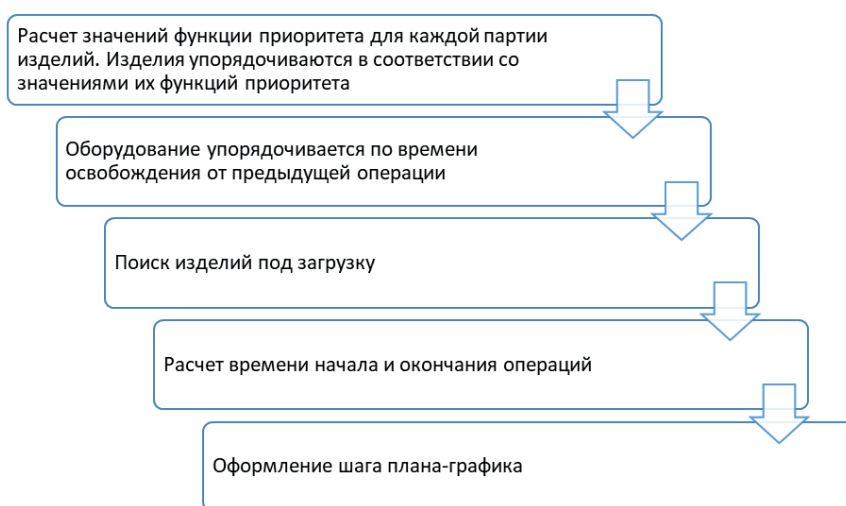 Расчет значений функции приоритета для каждой партии
изделий. Изделия упорядочиваются в соответствии со
значениями их функций приоритета
Оборудование упорядочивается по времени
освобождения от предыдущей операции
Поиск изделий под загрузку
Расчет времени начала и окончания операций
Оформление шага плана-графика